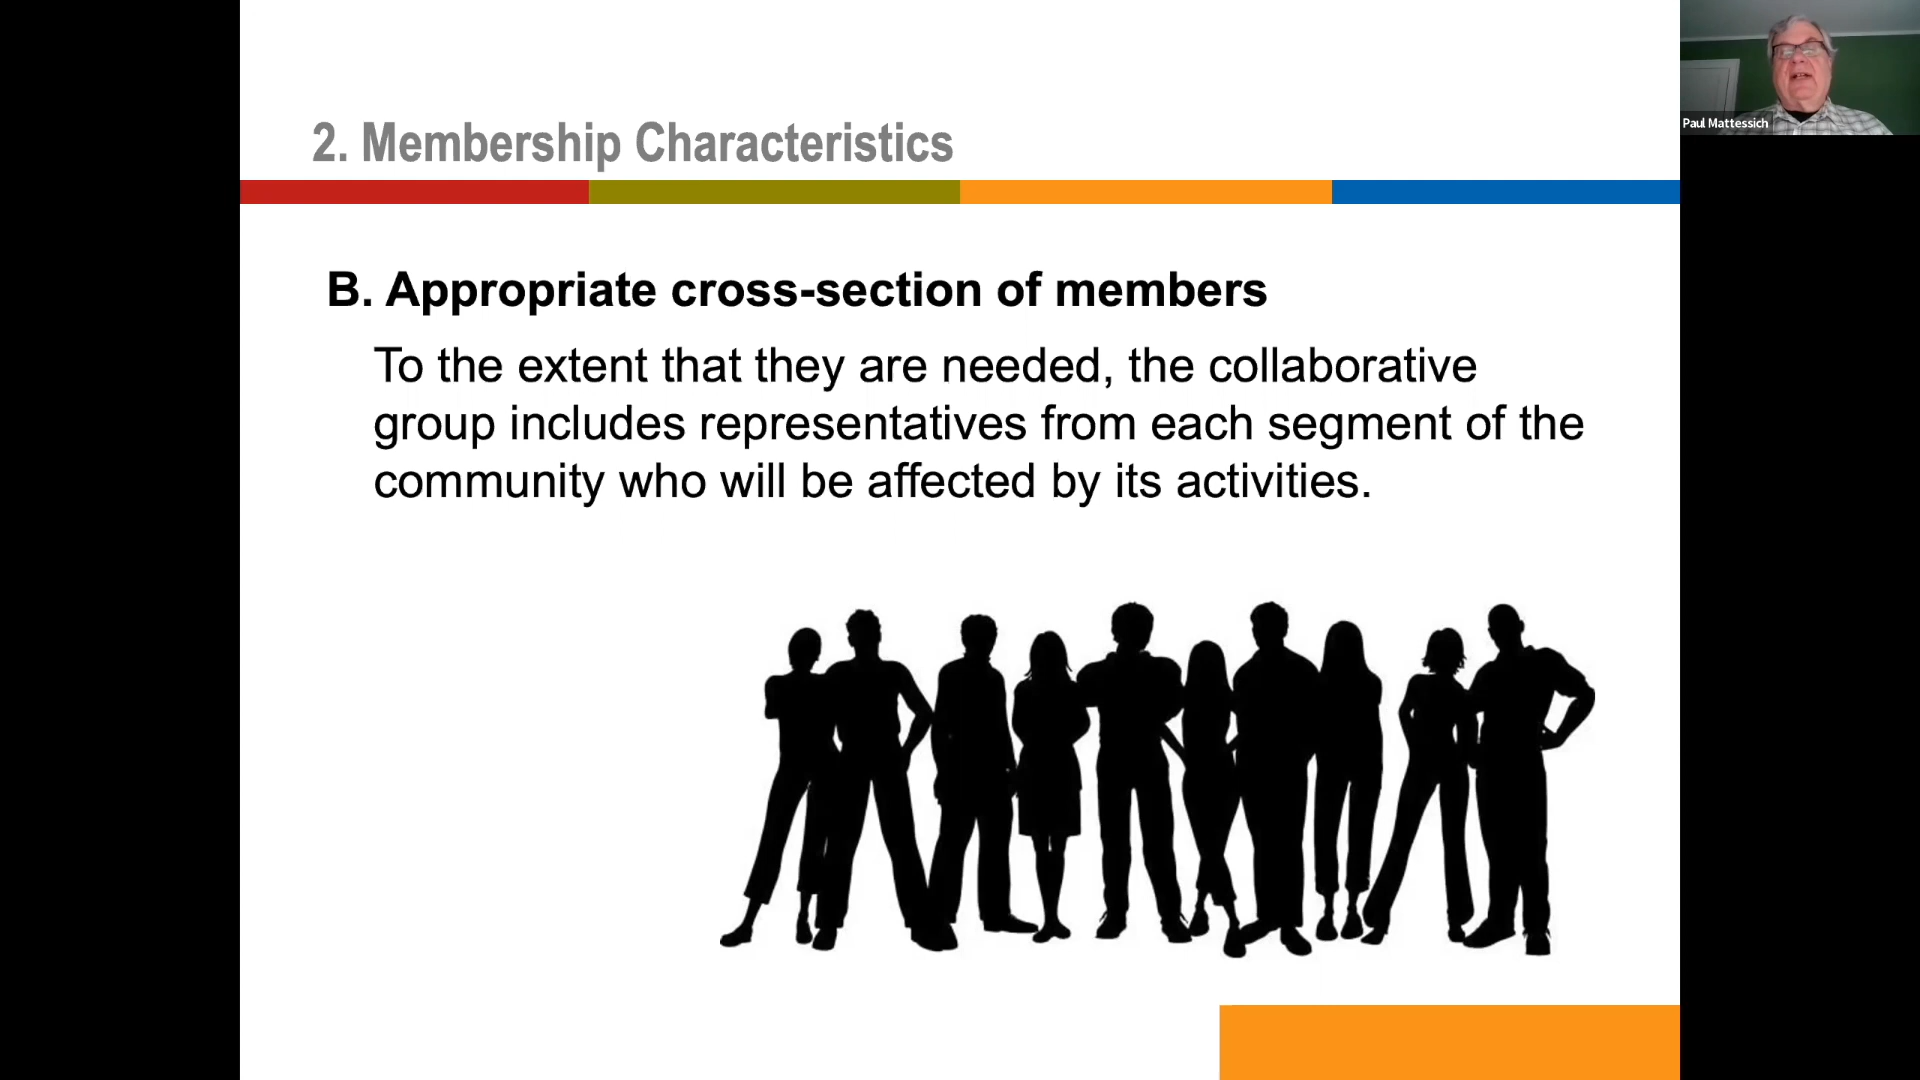 2. Membership Characteristics
B. Appropriate cross-section of members
To the extent that they are needed, the collaborative
group includes representatives from each segment of the
community who will be affected by its activities.
Paul Mattessich